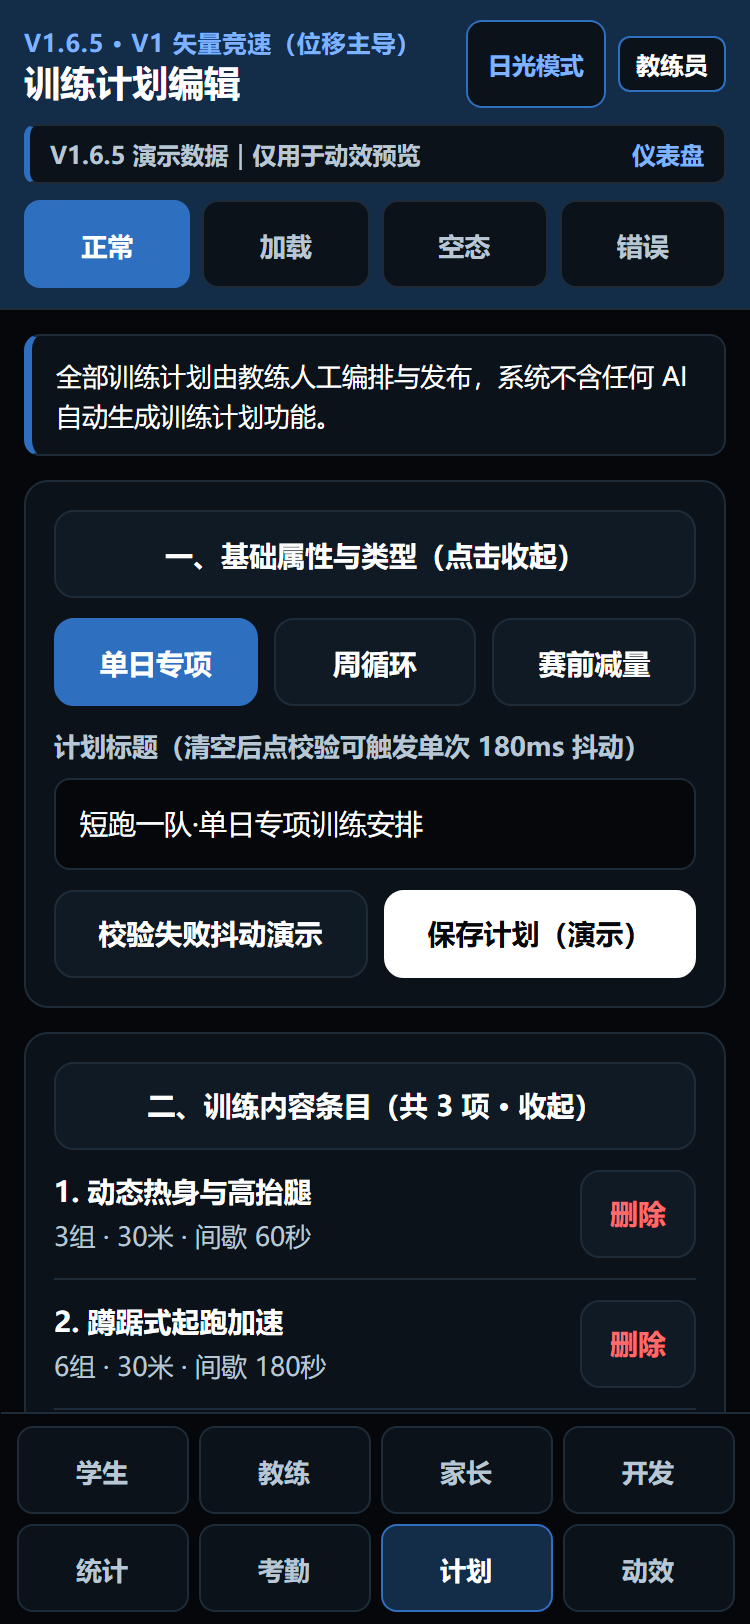 V1.6.5 • V1 矢量竞速（位移主导）
训练计划编辑
日光模式
教练员
V1.6.5 演示数据 | 仅用于动效预览
仪表盘
正常
加载
空态
错误
全部训练计划由教练人工编排与发布，系统不含任何 AI
自动生成训练计划功能。
一、基础属性与类型（点击收起）
单日专项
周循环
赛前减量
计划标题（清空后点校验可触发单次 180ms 抖动）
短跑一队·单日专项训练安排
校验失败抖动演示
保存计划（演示）
二、训练内容条目（共 3 项 • 收起）
1. 动态热身与高抬腿
3组 · 30米 · 间歇 60秒
删除
2. 蹲踞式起跑加速
6组 · 30米 · 间歇 180秒
删除
学生
教练
家长
开发
统计
考勤
计划
动效